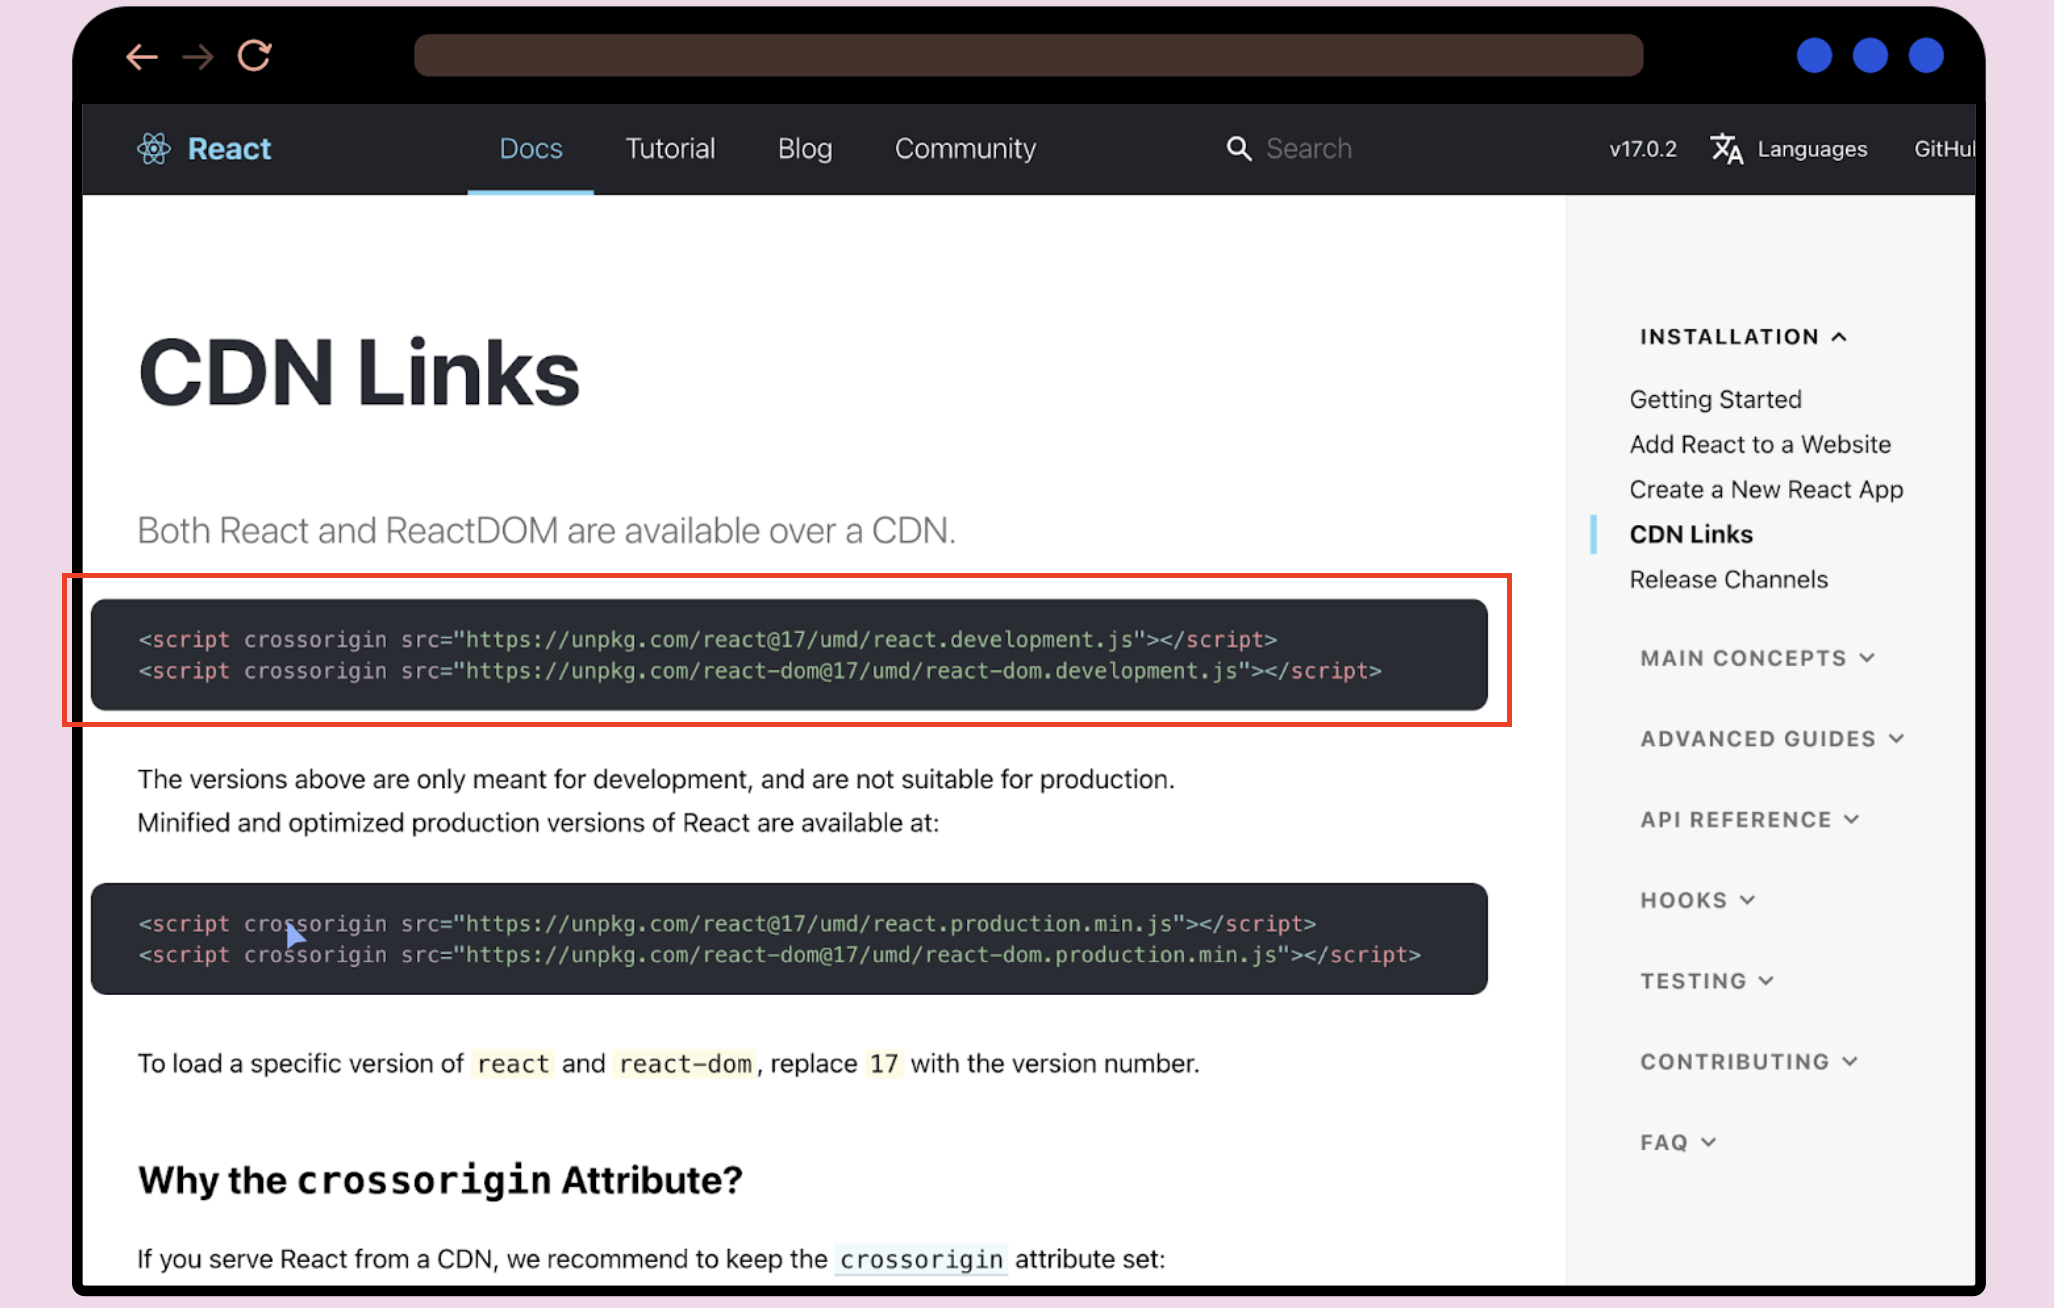 React
Docs
Tutorial
Blog
Community
Search
v17.0.2
Languages
GitHu
CDN Links
Both React and ReactDOM are available over a CDN.
<script crossorigin src="https://unpkg.com/react@17/umd/react.development.js"></script>
<script crossorigin src="https://unpkg.com/react-dom@17/umd/react-dom.development.js"></script>
The versions above are only meant for development, and are not suitable for production.
Minified and optimized production versions of React are available at:
<script crossorigin src="https://unpkg.com/react@17/umd/react.production.min.js"></script>
<script crossorigin src="https://unpkg.com/react-dom@17/umd/react-dom.production.min.js"></script>
To load a specific version of react and react-dom, replace 17 with the version number.
Why the crossorigin Attribute?
If you serve React from a CDN, we recommend to keep the crossorigin attribute set:
INSTALLATION
Getting Started
Add React to a Website
Create a New React App
CDN Links
Release Channels
MAIN CONCEPTS
ADVANCED GUIDES
API REFERENCE
HOOKS
TESTING
CONTRIBUTING
FAQ